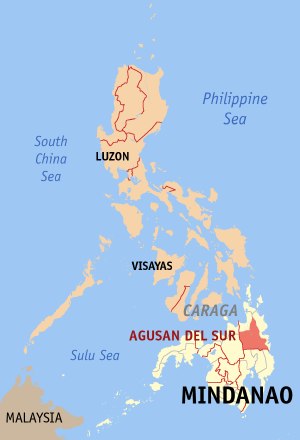 Philippine
Sea
South
China
Sea
LUZON
VISAYAS
CARAGA
AGUSAN DEL SUR
Sulu Sea
MINDANAO
MALAYSIA